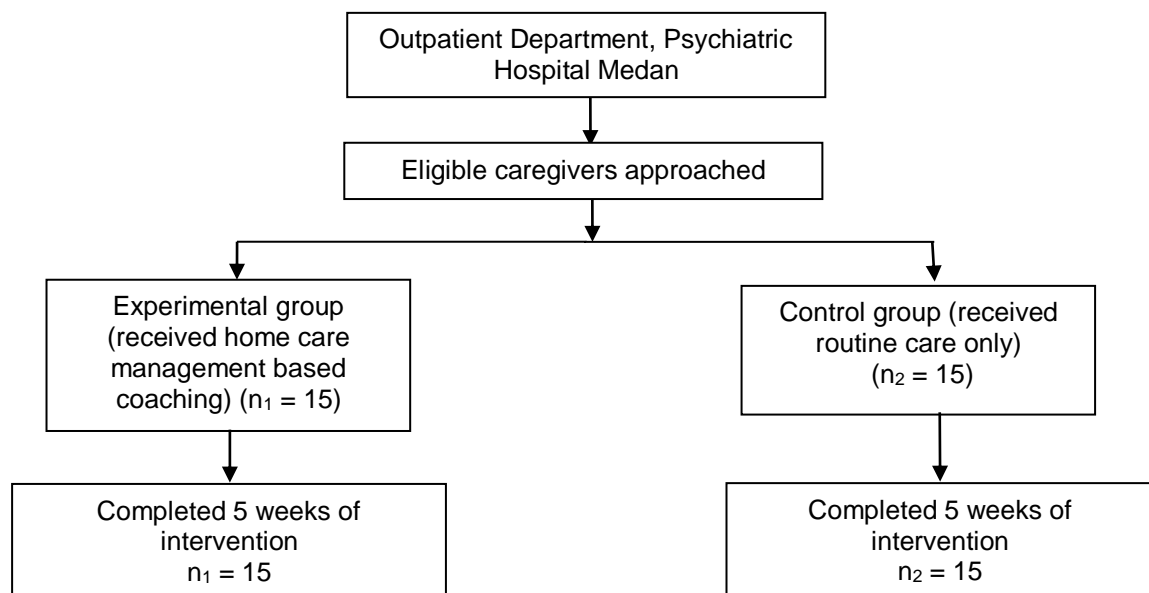 Outpatient Department, Psychiatric
Hospital Medan
Eligible caregivers approached
Experimental group
(received home care
management based
coaching) (n₁ = 15)
Control group (received
routine care only)
(n₂ = 15)
Completed 5 weeks of
intervention
n₁ = 15
Completed 5 weeks of
intervention
n₂ = 15